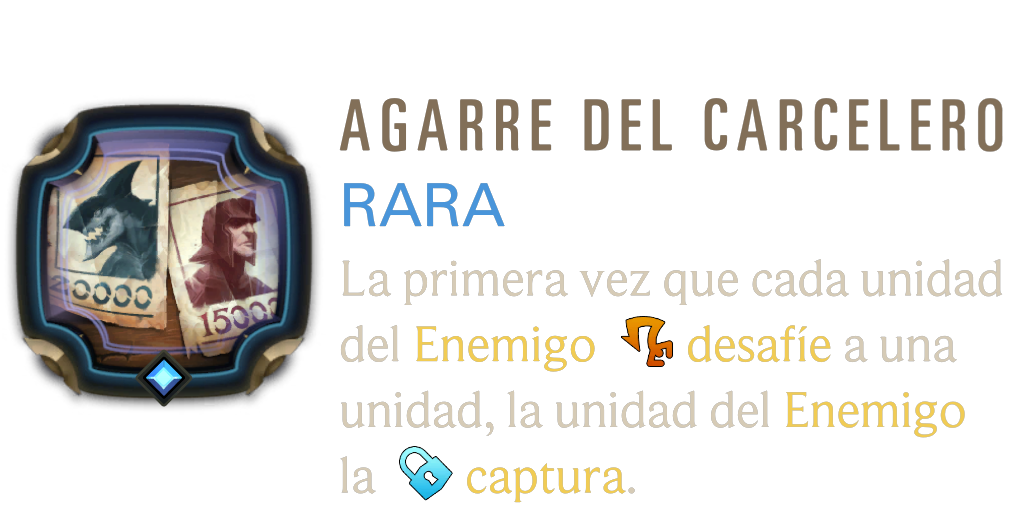 AGARRE DEL CARCELERO
RARA
La primera vez que cada unidad
del Enemigo desafíe a una
unidad, la unidad del Enemigo
la captura.
20000
15000